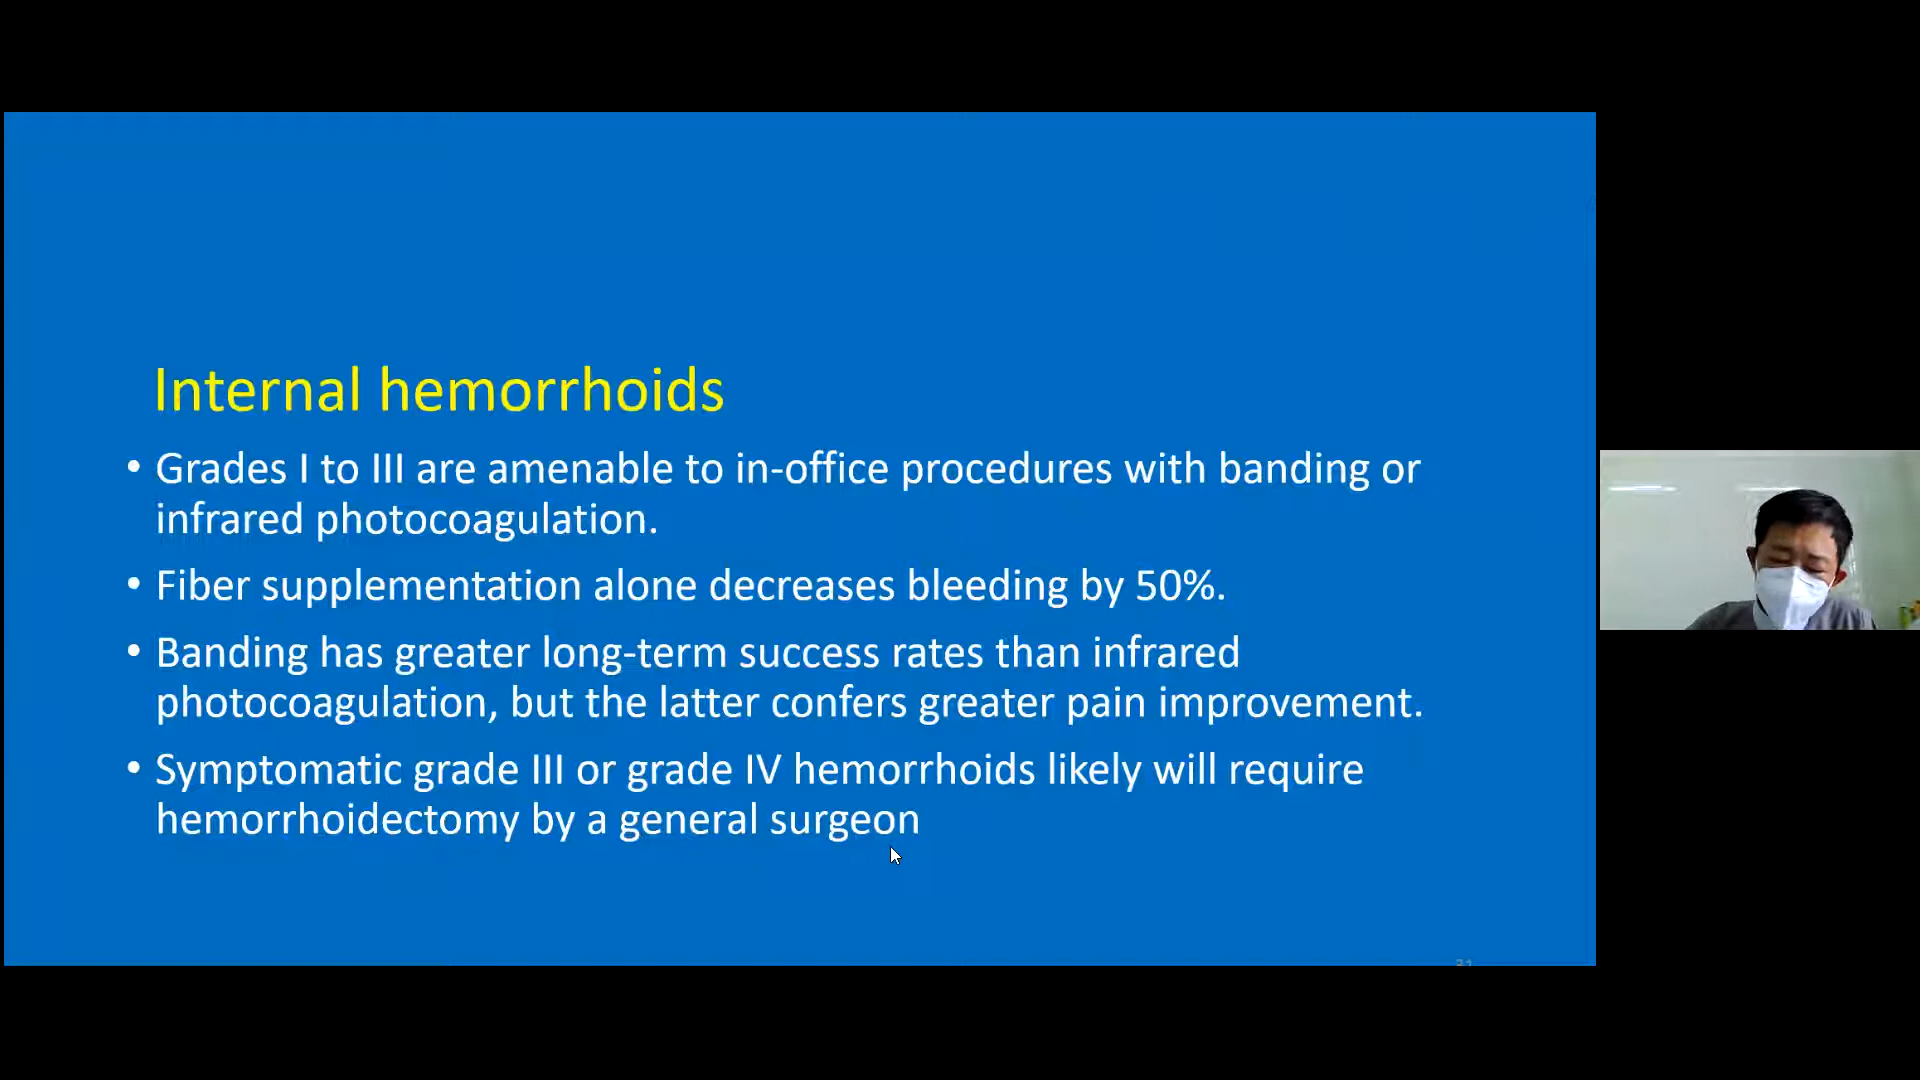 Internal hemorrhoids
• Grades I to III are amenable to in-office procedures with banding or
infrared photocoagulation.
• Fiber supplementation alone decreases bleeding by 50%.
• Banding has greater long-term success rates than infrared
photocoagulation, but the latter confers greater pain improvement.
• Symptomatic grade III or grade IV hemorrhoids likely will require
hemorrhoidectomy by a general surgeon